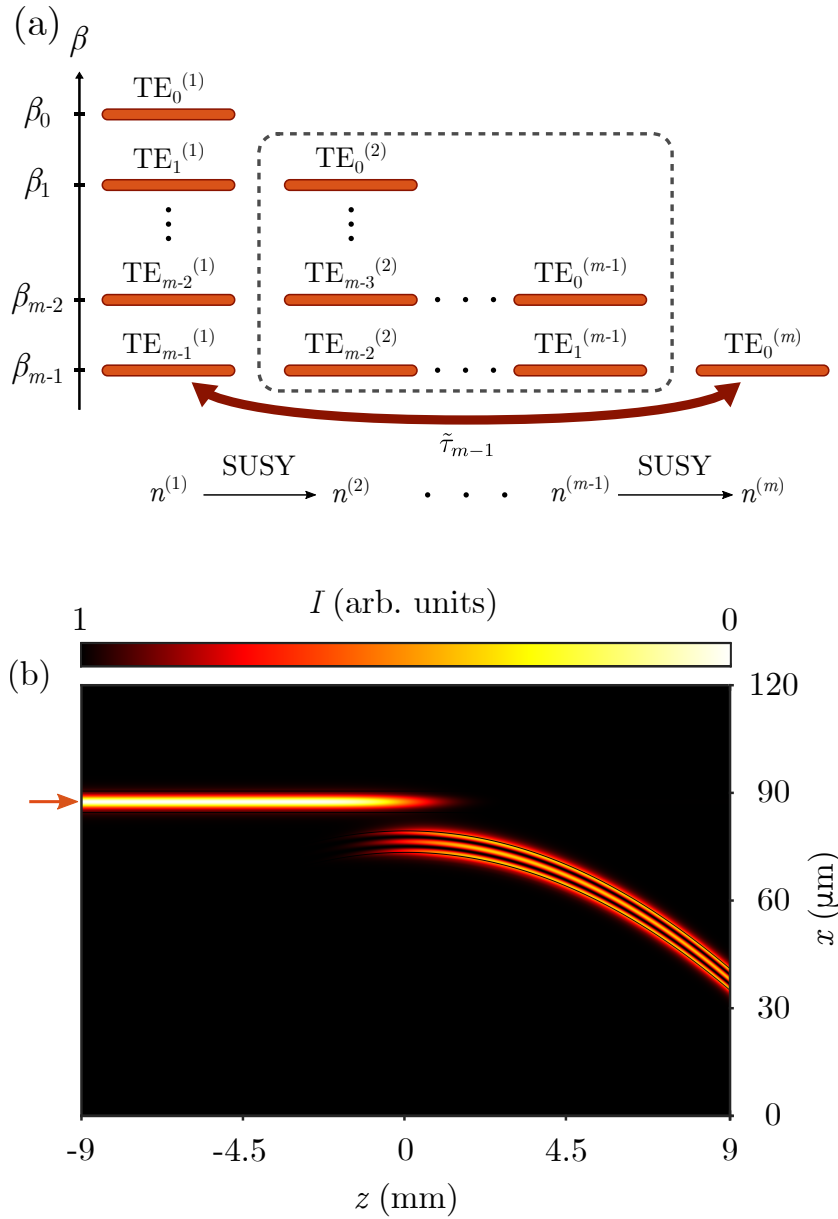 (a)
β
TE₀⁽¹⁾
β₀
TE₁⁽¹⁾ TE₀⁽²⁾
β₁
TEₘ₋₂⁽¹⁾ TEₘ₋₃⁽²⁾ TE₀⁽ᵐ⁻¹⁾
βₘ₋₂
TEₘ₋₁⁽¹⁾ TEₘ₋₂⁽²⁾ TE₁⁽ᵐ⁻¹⁾ TE₀⁽ᵐ⁾
βₘ₋₁
τ̃ₘ₋₁
SUSY SUSY
n⁽¹⁾ n⁽²⁾ · · · n⁽ᵐ⁻¹⁾ n⁽ᵐ⁾
I (arb. units)
1 0
(b)
120
90
60
30
0
x (μm)
-9 -4.5 0 4.5 9
z (mm)